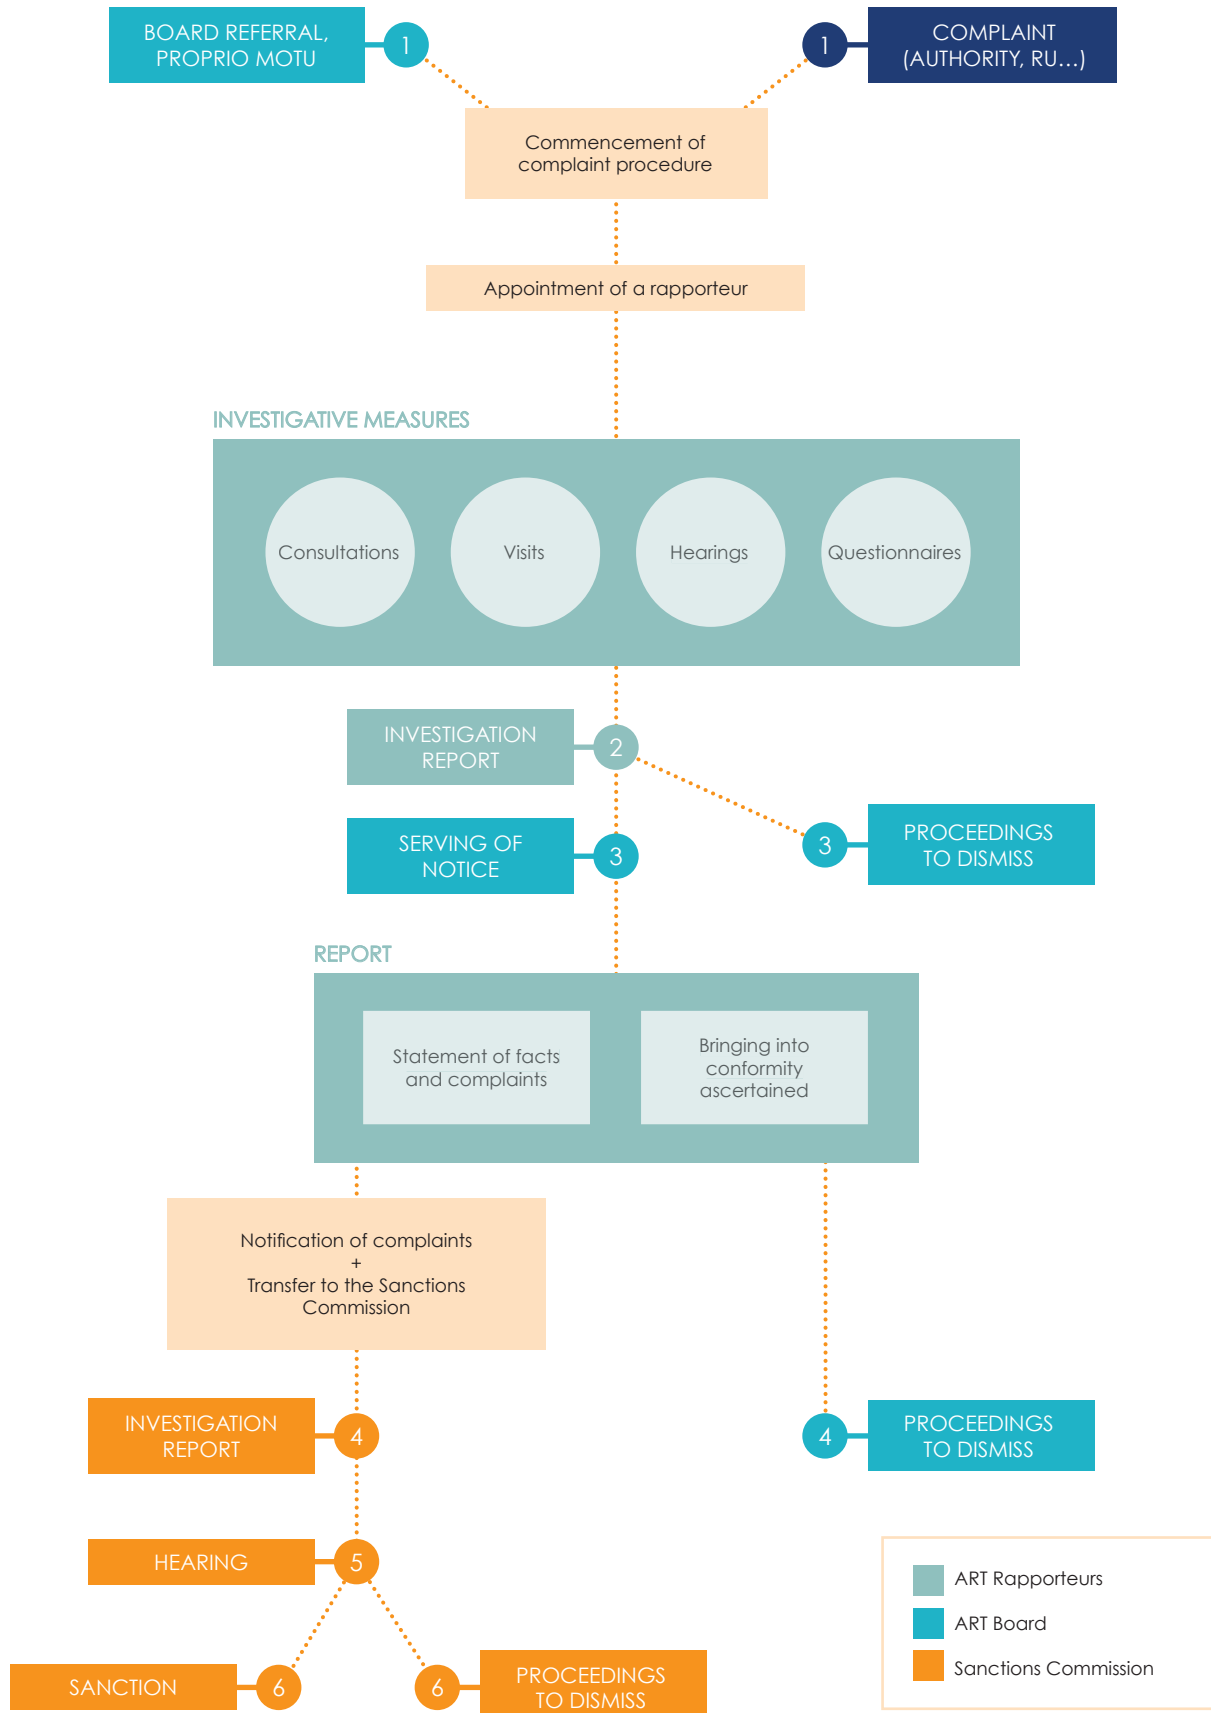 BOARD REFERRAL,
PROPRIO MOTU
1
1
COMPLAINT
(AUTHORITY, RU...)
Commencement of
complaint procedure
Appointment of a rapporteur
INVESTIGATIVE MEASURES
Consultations
Visits
Hearings
Questionnaires
INVESTIGATION
REPORT
2
SERVING OF
NOTICE
3
3
PROCEEDINGS
TO DISMISS
REPORT
Statement of facts
and complaints
Bringing into
conformity
ascertained
Notification of complaints
+
Transfer to the Sanctions
Commission
INVESTIGATION
REPORT
4
4
PROCEEDINGS
TO DISMISS
HEARING
5
SANCTION
6
6
PROCEEDINGS
TO DISMISS
ART Rapporteurs
ART Board
Sanctions Commission